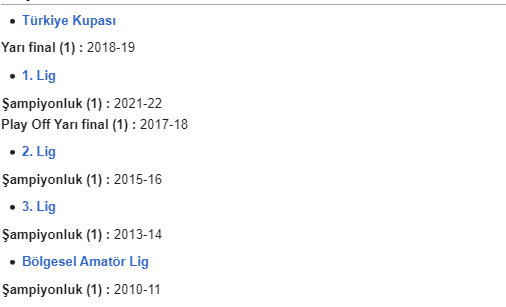 Türkiye Kupası
Yarı final (1) : 2018-19
1. Lig
Şampiyonluk (1) : 2021-22
Play Off Yarı final (1) : 2017-18
2. Lig
Şampiyonluk (1) : 2015-16
3. Lig
Şampiyonluk (1) : 2013-14
Bölgesel Amatör Lig
Şampiyonluk (1) : 2010-11